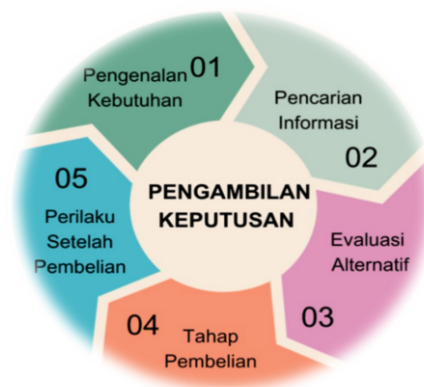 01
Pengenalan
Kebutuhan
Pencarian
Informasi
02
Evaluasi
Alternatif
03
04
Tahap
Pembelian
05
Perilaku
Setelah
Pembelian
PENGAMBILAN
KEPUTUSAN